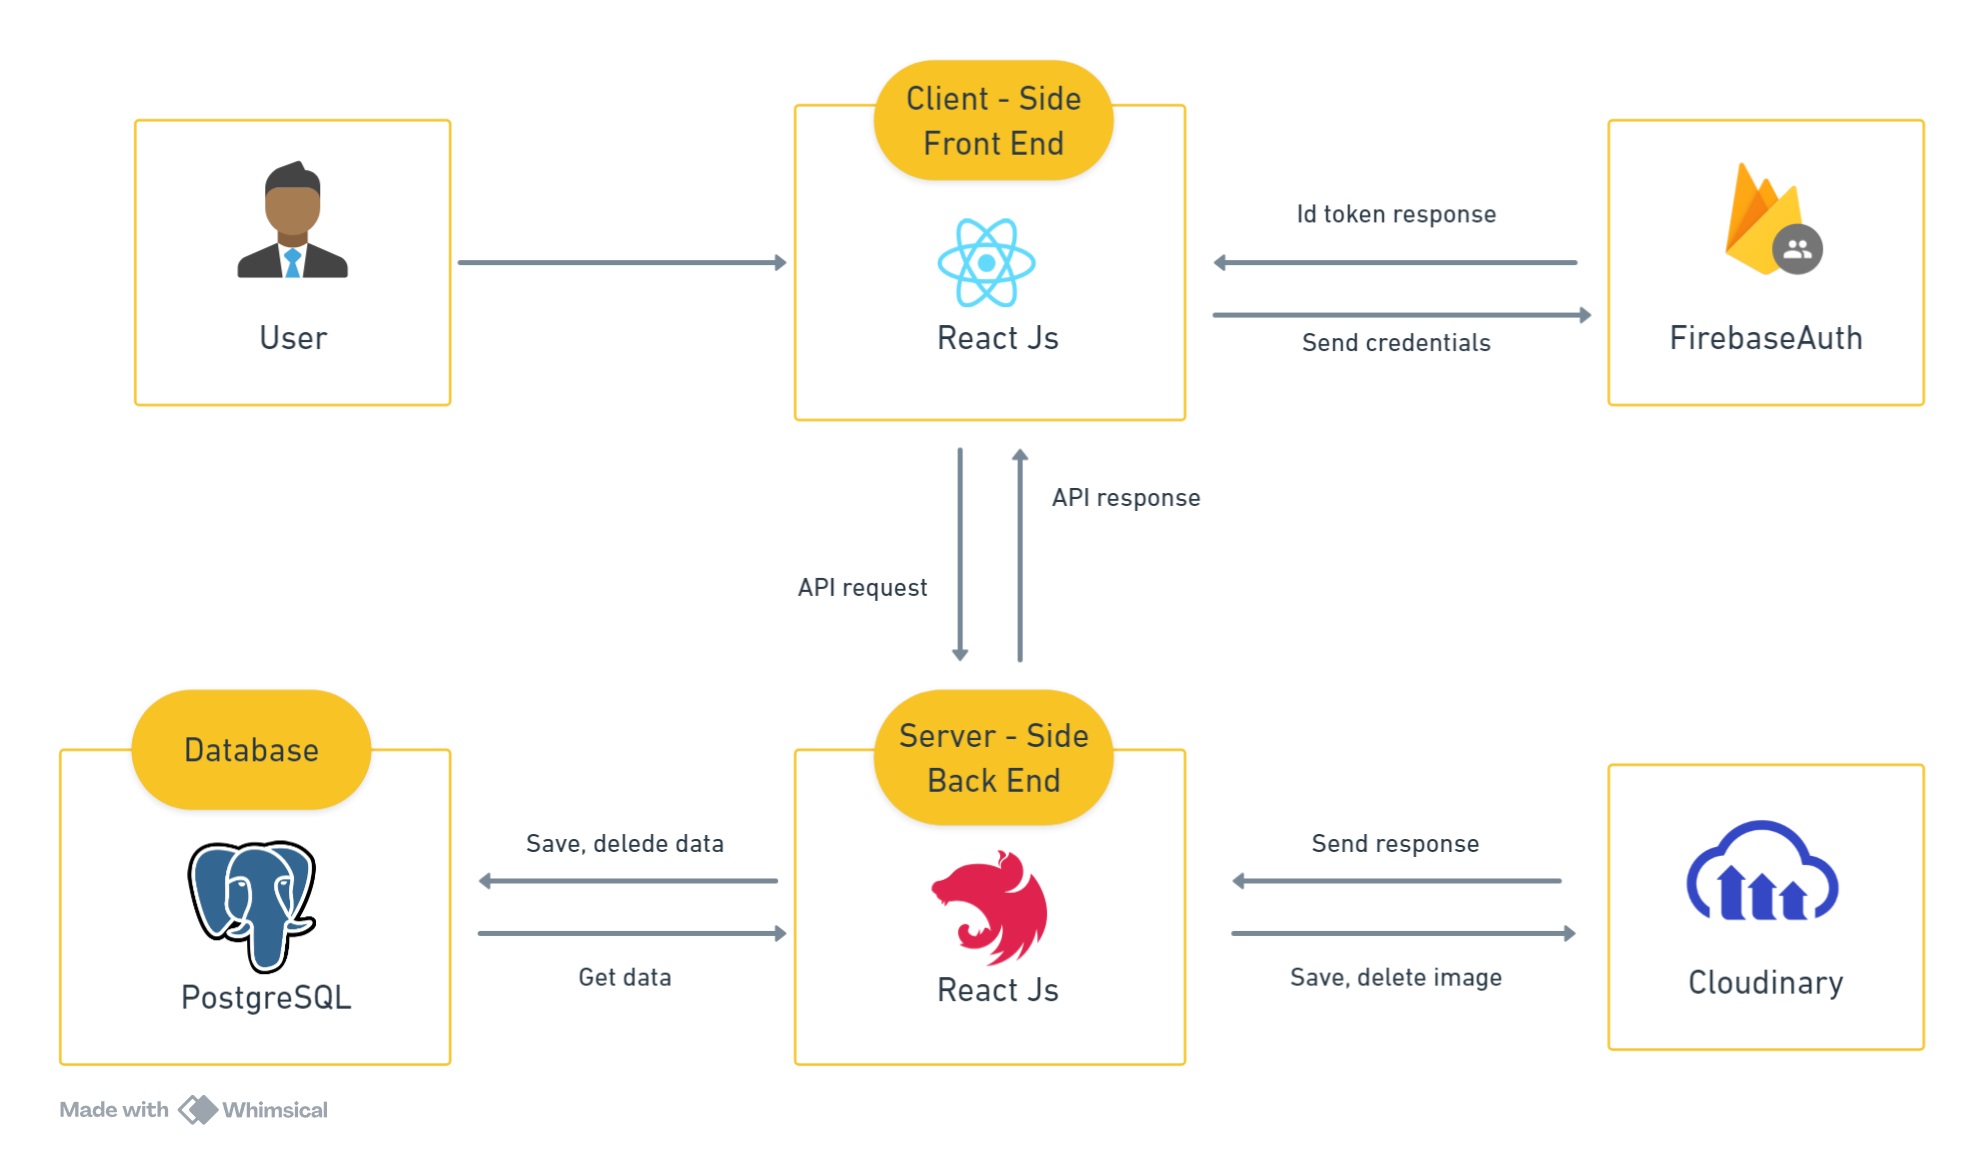 Client - Side
Front End
Id token response
User
React Js
Send credentials
FirebaseAuth
API response
API request
Database
Server - Side
Back End
Save, delede data
Send response
PostgreSQL
Get data
React Js
Save, delete image
Cloudinary
Made with Whimsical